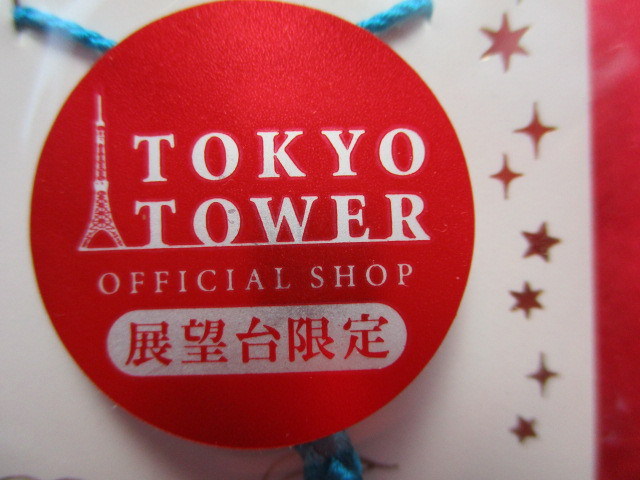 TOKYO
TOWER
OFFICIAL SHOP
展望台限定